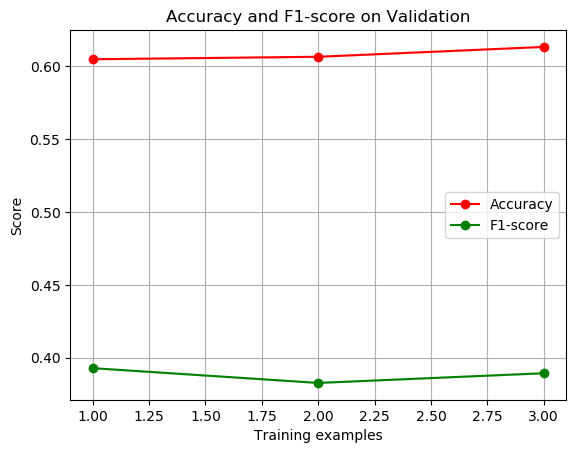 Accuracy and F1-score on Validation
Score
0.60
0.55
0.50
0.45
0.40
Accuracy
F1-score
1.00 1.25 1.50 1.75 2.00 2.25 2.50 2.75 3.00
Training examples